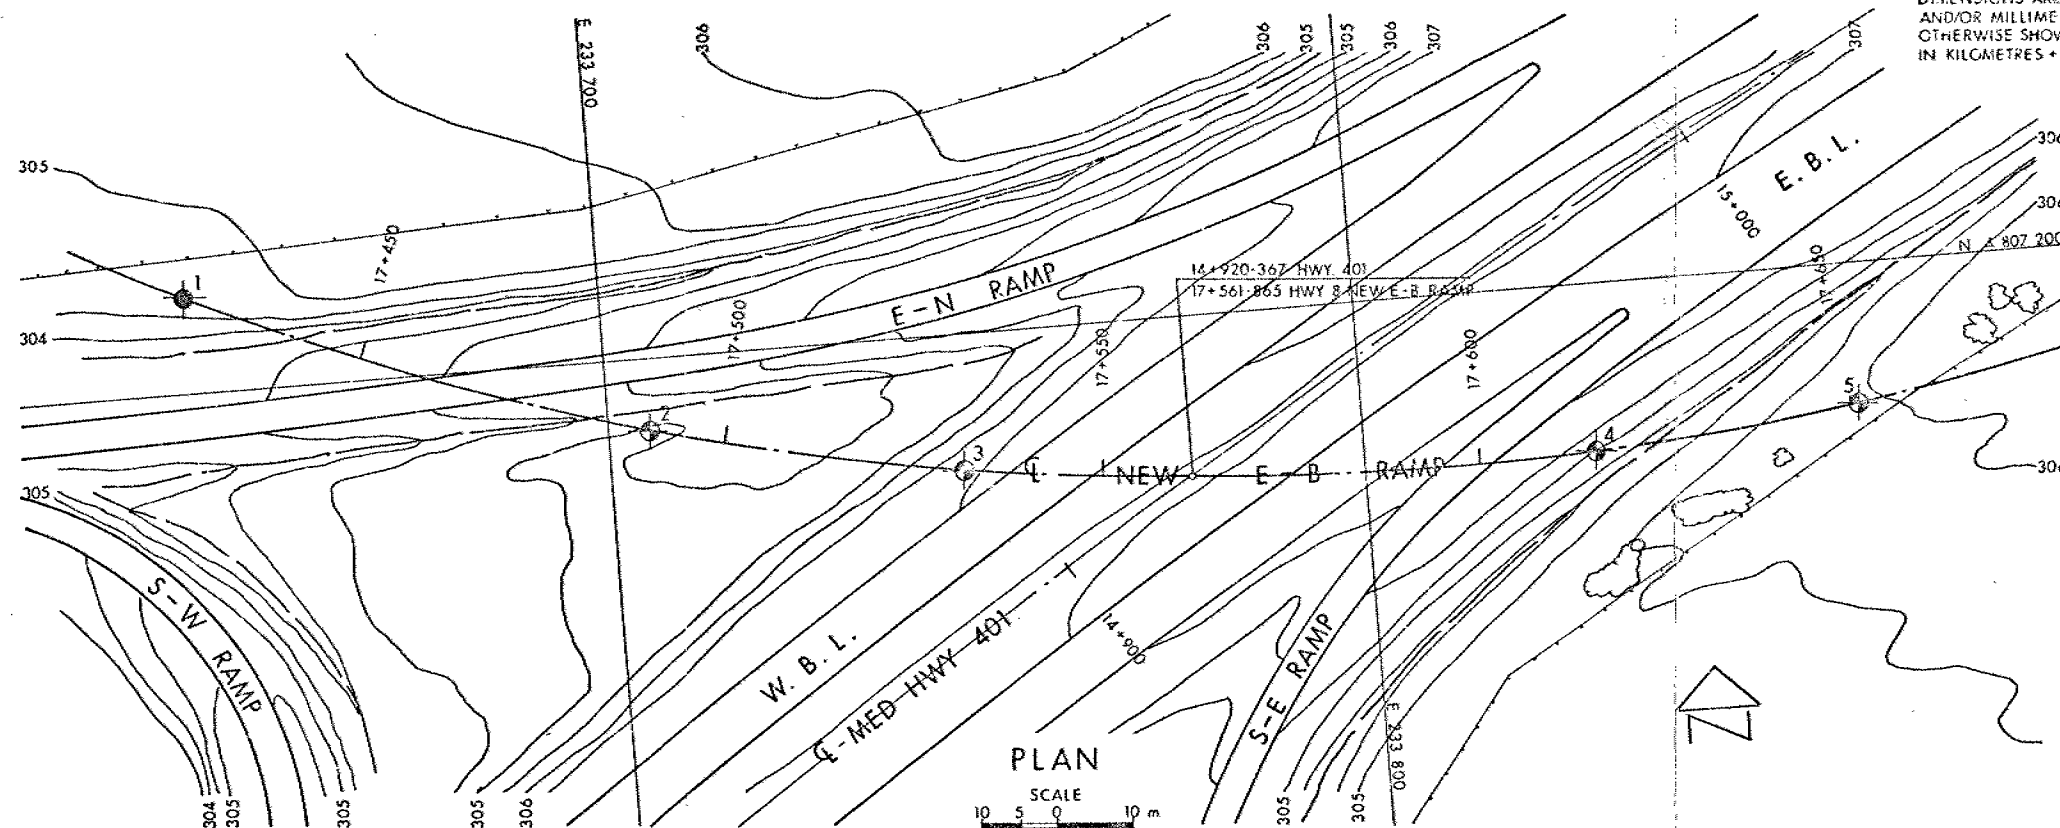 AND/OR MILLIME
OTHERWISE SHOW
IN KILOMETRES +
E 233 700
306
306
305
305
306
307
307
305
306
E. B. L.
15+000
306
17+450
N 4 807 200
17+650
1
14+920·367 HWY. 401
17+561·865 HWY 8 NEW E-B RAMP
E-N RAMP
17+500
304
17+550
17+600
5
2
4
3
℄ NEW E-B RAMP
306
305
S-W RAMP
14+900
W. B. L.
℄-MED HWY 401
S-E RAMP
E 233 800
N
PLAN
SCALE
10 5 0 10 m
304
305
305
305
306
305
305